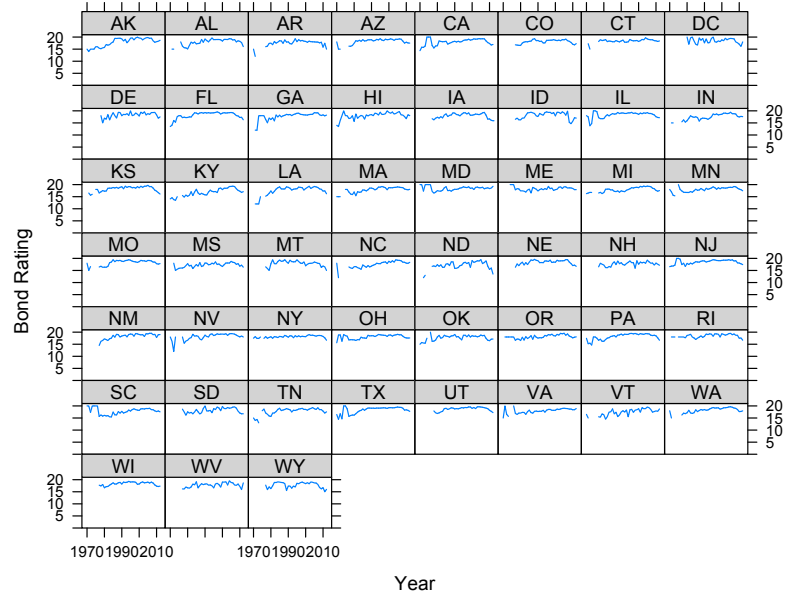 AK AL AR AZ CA CO CT DC
20
15
10
5
DE FL GA HI IA ID IL IN
20
15
10
5
KS KY LA MA MD ME MI MN
20
15
10
5
MO MS MT NC ND NE NH NJ
20
15
10
5
NM NV NY OH OK OR PA RI
20
15
10
5
SC SD TN TX UT VA VT WA
20
15
10
5
WI WV WY
20
15
10
5
1970 1990 2010 1970 1990 2010
Bond Rating
Year